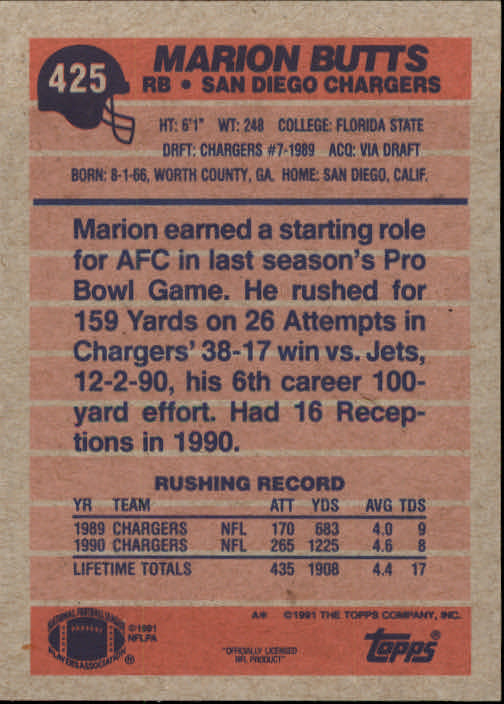 425
MARION BUTTS
RB • SAN DIEGO CHARGERS
HT: 6'1" WT: 248 COLLEGE: FLORIDA STATE
DRFT: CHARGERS #7-1989 ACQ: VIA DRAFT
BORN: 8-1-66, WORTH COUNTY, GA. HOME: SAN DIEGO, CALIF.
Marion earned a starting role
for AFC in last season's Pro
Bowl Game. He rushed for
159 Yards on 26 Attempts in
Chargers' 38-17 win vs. Jets,
12-2-90, his 6th career 100-
yard effort. Had 16 Recep-
tions in 1990.
RUSHING RECORD
YR TEAM ATT YDS AVG TDS
1989 CHARGERS NFL 170 683 4.0 9
1990 CHARGERS NFL 265 1225 4.6 8
LIFETIME TOTALS 435 1908 4.4 17
A* ©1991 THE TOPPS COMPANY, INC.
NATIONAL FOOTBALL LEAGUE
PLAYERS ASSOCIATION ®
©1991
NFLPA
"OFFICIALLY LICENSED
NFL PRODUCT"
topps®